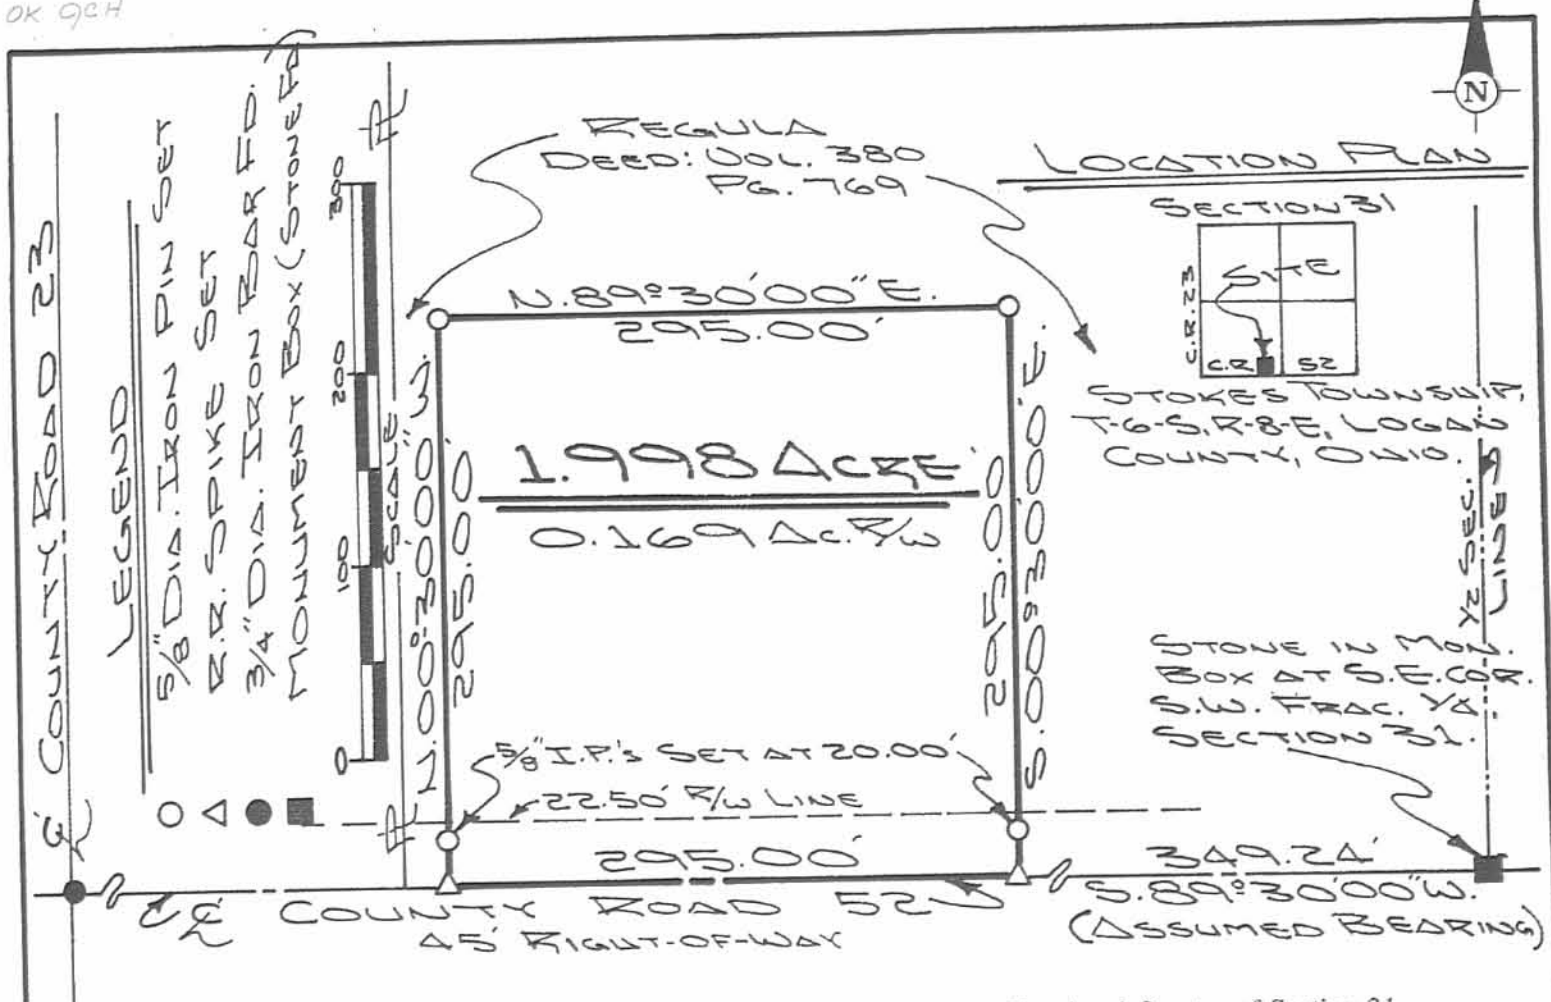 OK GCH
N
COUNTY ROAD 23
LEGEND
5/8" DIA. IRON PIN SET
R.R. SPIKE SET
3/4" DIA. IRON BAR FD.
MONUMENT BOX (STONE FD)
0 100 200 300
SCALE
REGULA
DEED: VOL. 380
PG. 769
LOCATION PLAN
SECTION 31
C.R. 23
SITE
C.R. 52
STOKES TOWNSHIP,
T-6-S, R-8-E, LOGAN
COUNTY, OHIO.
N. 89°30'00" E.
295.00'
N. 00°30'00" W.
295.00'
1.998 ACRE
0.169 AC. R/W
295.00'
S. 00°30'00" E.
1/2 SEC.
LINE
STONE IN MON.
BOX AT S.E. COR.
S.W. FRAC. 1/4.
SECTION 31.
5/8" I.P.'s SET AT 20.00'
22.50' R/W LINE
295.00'
349.24'
S. 89°30'00" W.
(ASSUMED BEARING)
COUNTY ROAD 52
45' RIGHT-OF-WAY